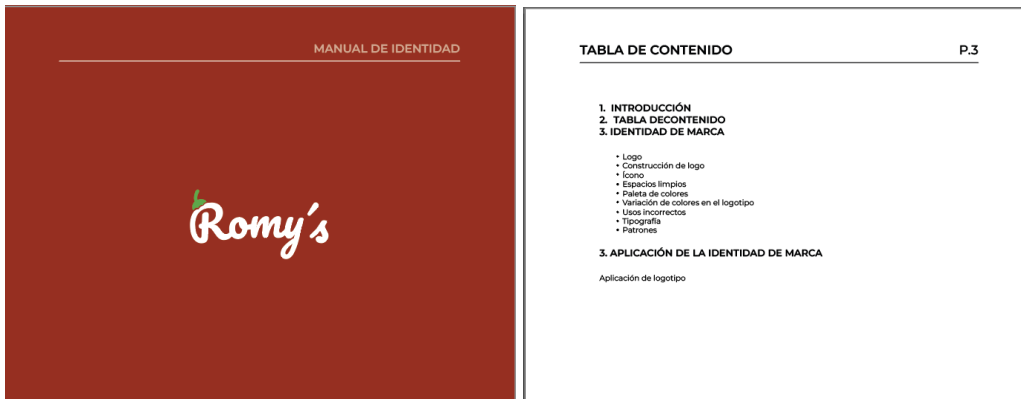 MANUAL DE IDENTIDAD
Romy´s
TABLA DE CONTENIDO P.3
1. INTRODUCCIÓN
2. TABLA DECONTENIDO
3. IDENTIDAD DE MARCA
• Logo
• Construcción de logo
• Ícono
• Espacios limpios
• Paleta de colores
• Variación de colores en el logotipo
• Usos incorrectos
• Tipografía
• Patrones
3. APLICACIÓN DE LA IDENTIDAD DE MARCA
Aplicación de logotipo